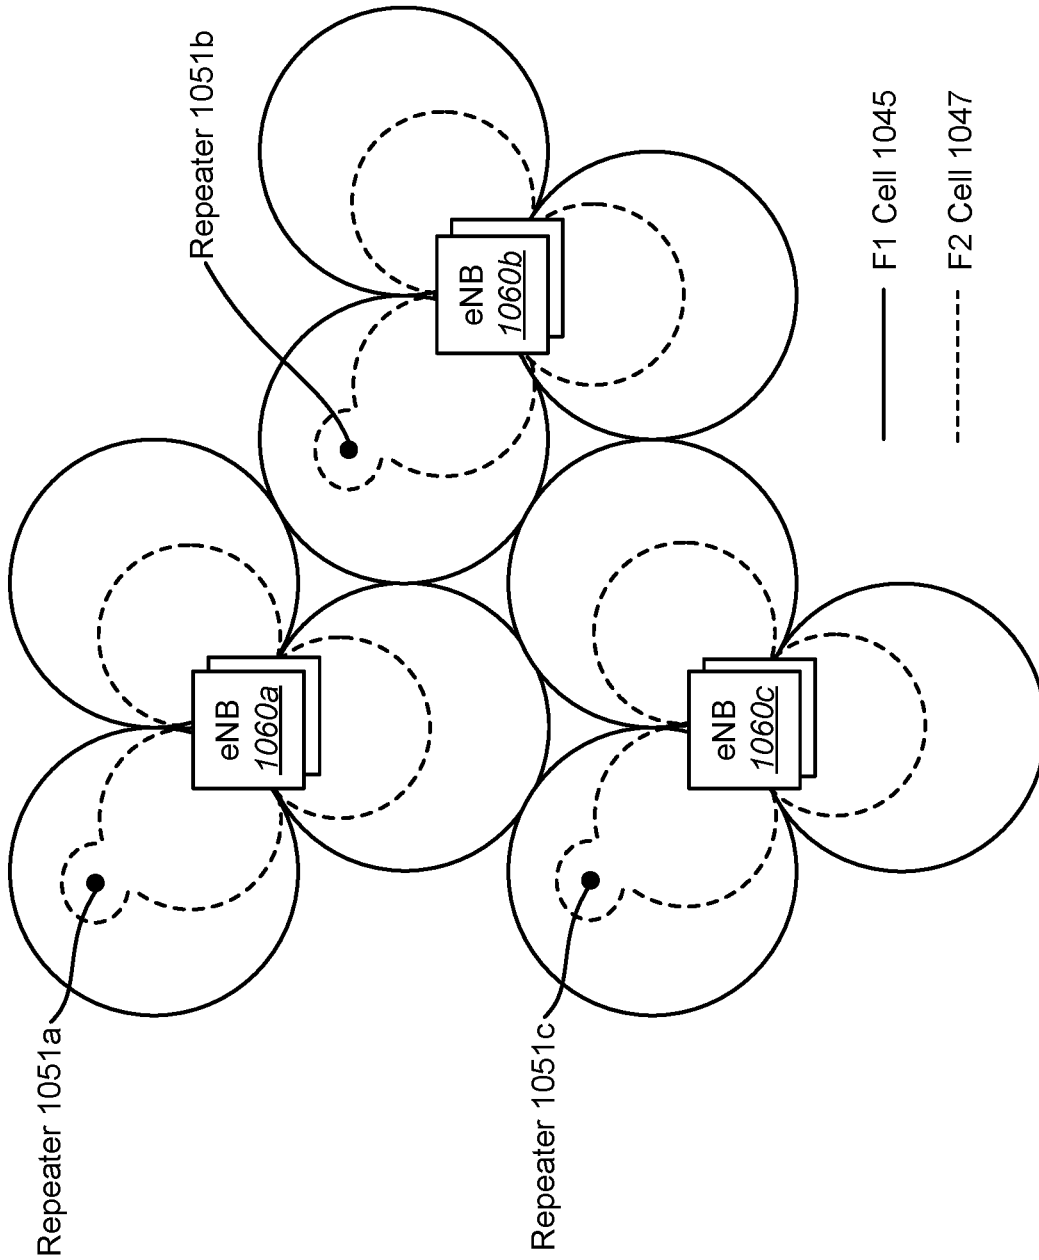 Repeater 1051a
Repeater 1051b
eNB
1060a
eNB
1060b
Repeater 1051c
eNB
1060c
F1 Cell 1045
F2 Cell 1047